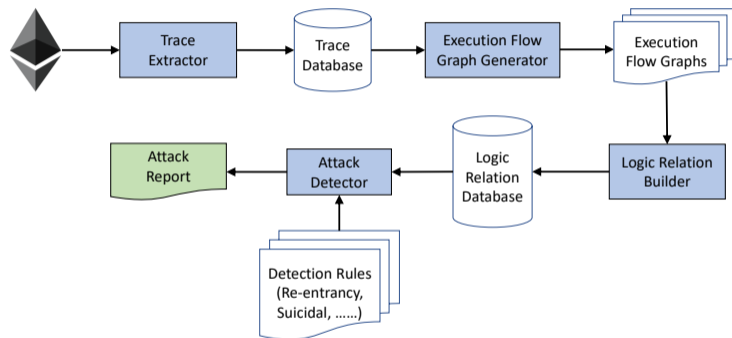 Trace
Extractor
Trace
Database
Execution Flow
Graph Generator
Execution
Flow Graphs
Attack
Report
Attack
Detector
Logic
Relation
Database
Logic Relation
Builder
Detection Rules
(Re-entrancy,
Suicidal, ……)